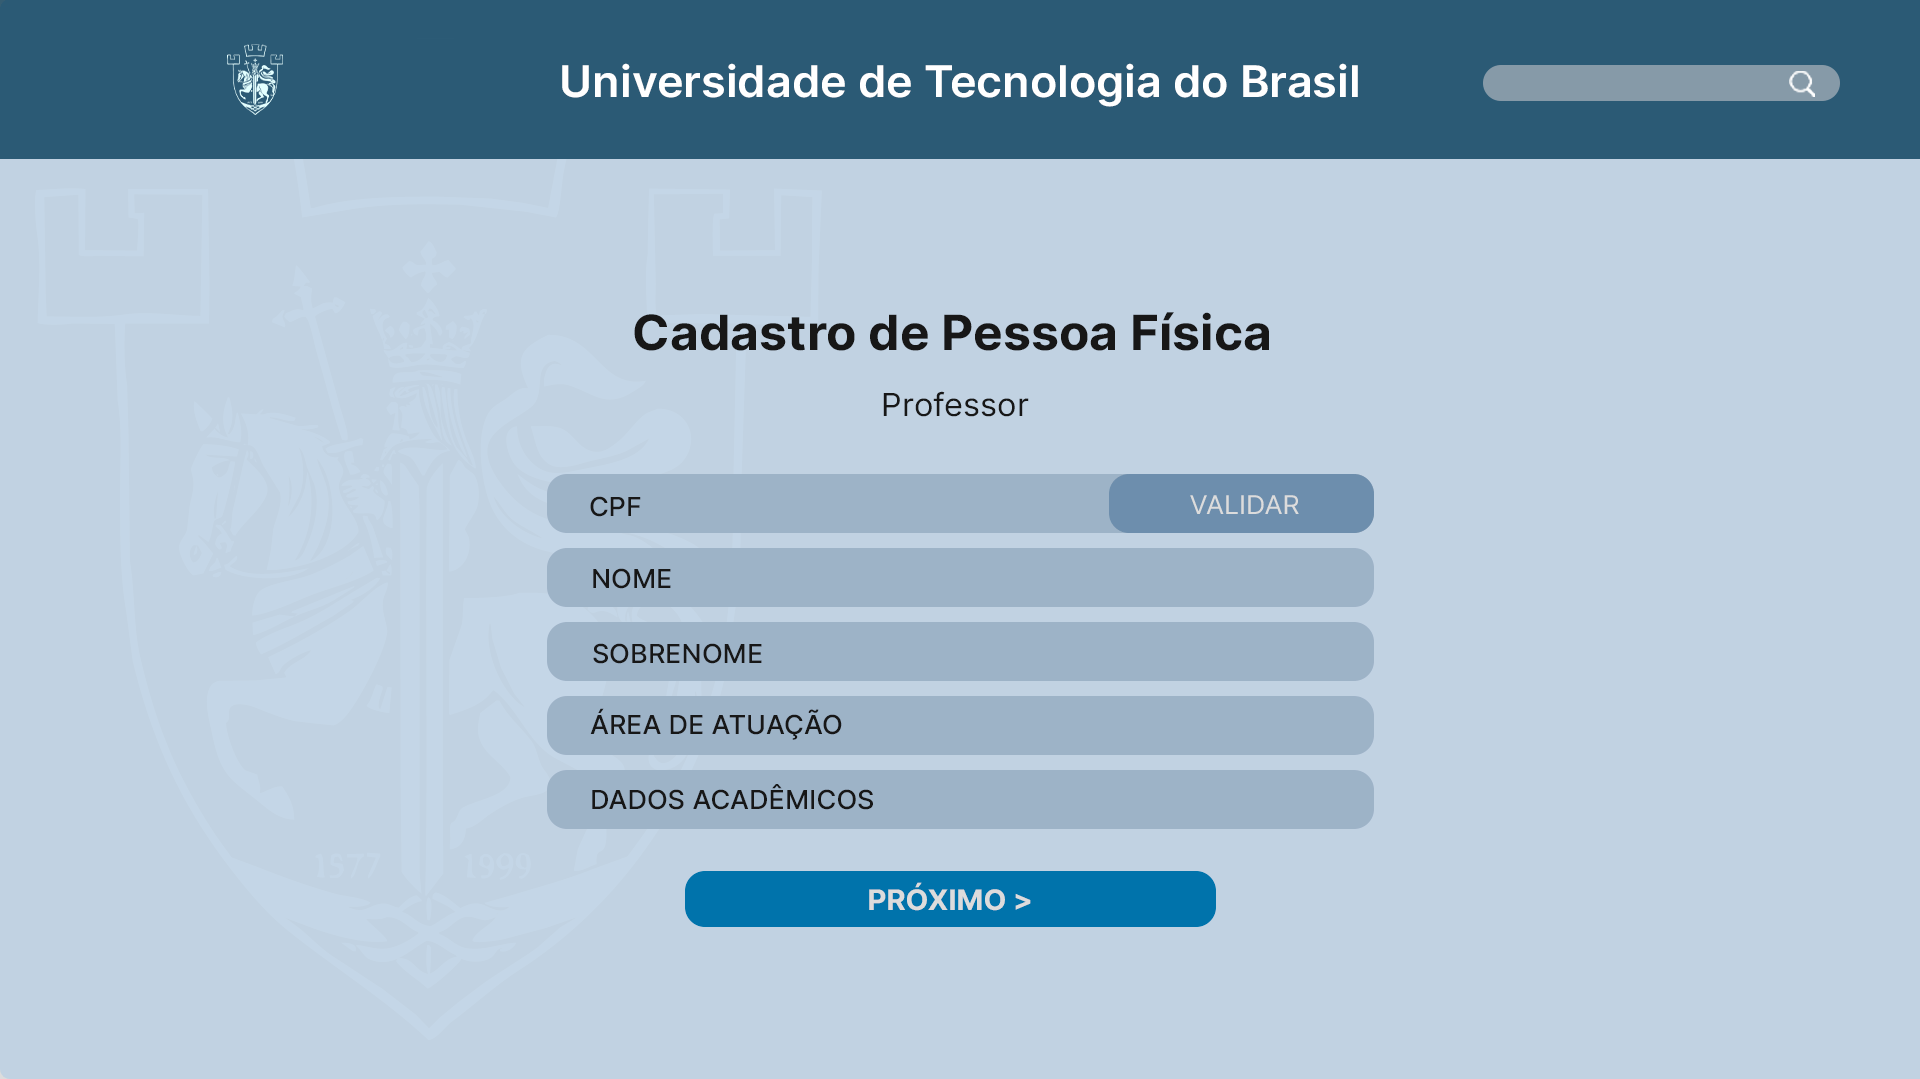 Universidade de Tecnologia do Brasil
Cadastro de Pessoa Física
Professor
CPF
VALIDAR
NOME
SOBRENOME
ÁREA DE ATUAÇÃO
DADOS ACADÊMICOS
1577 1999
PRÓXIMO >